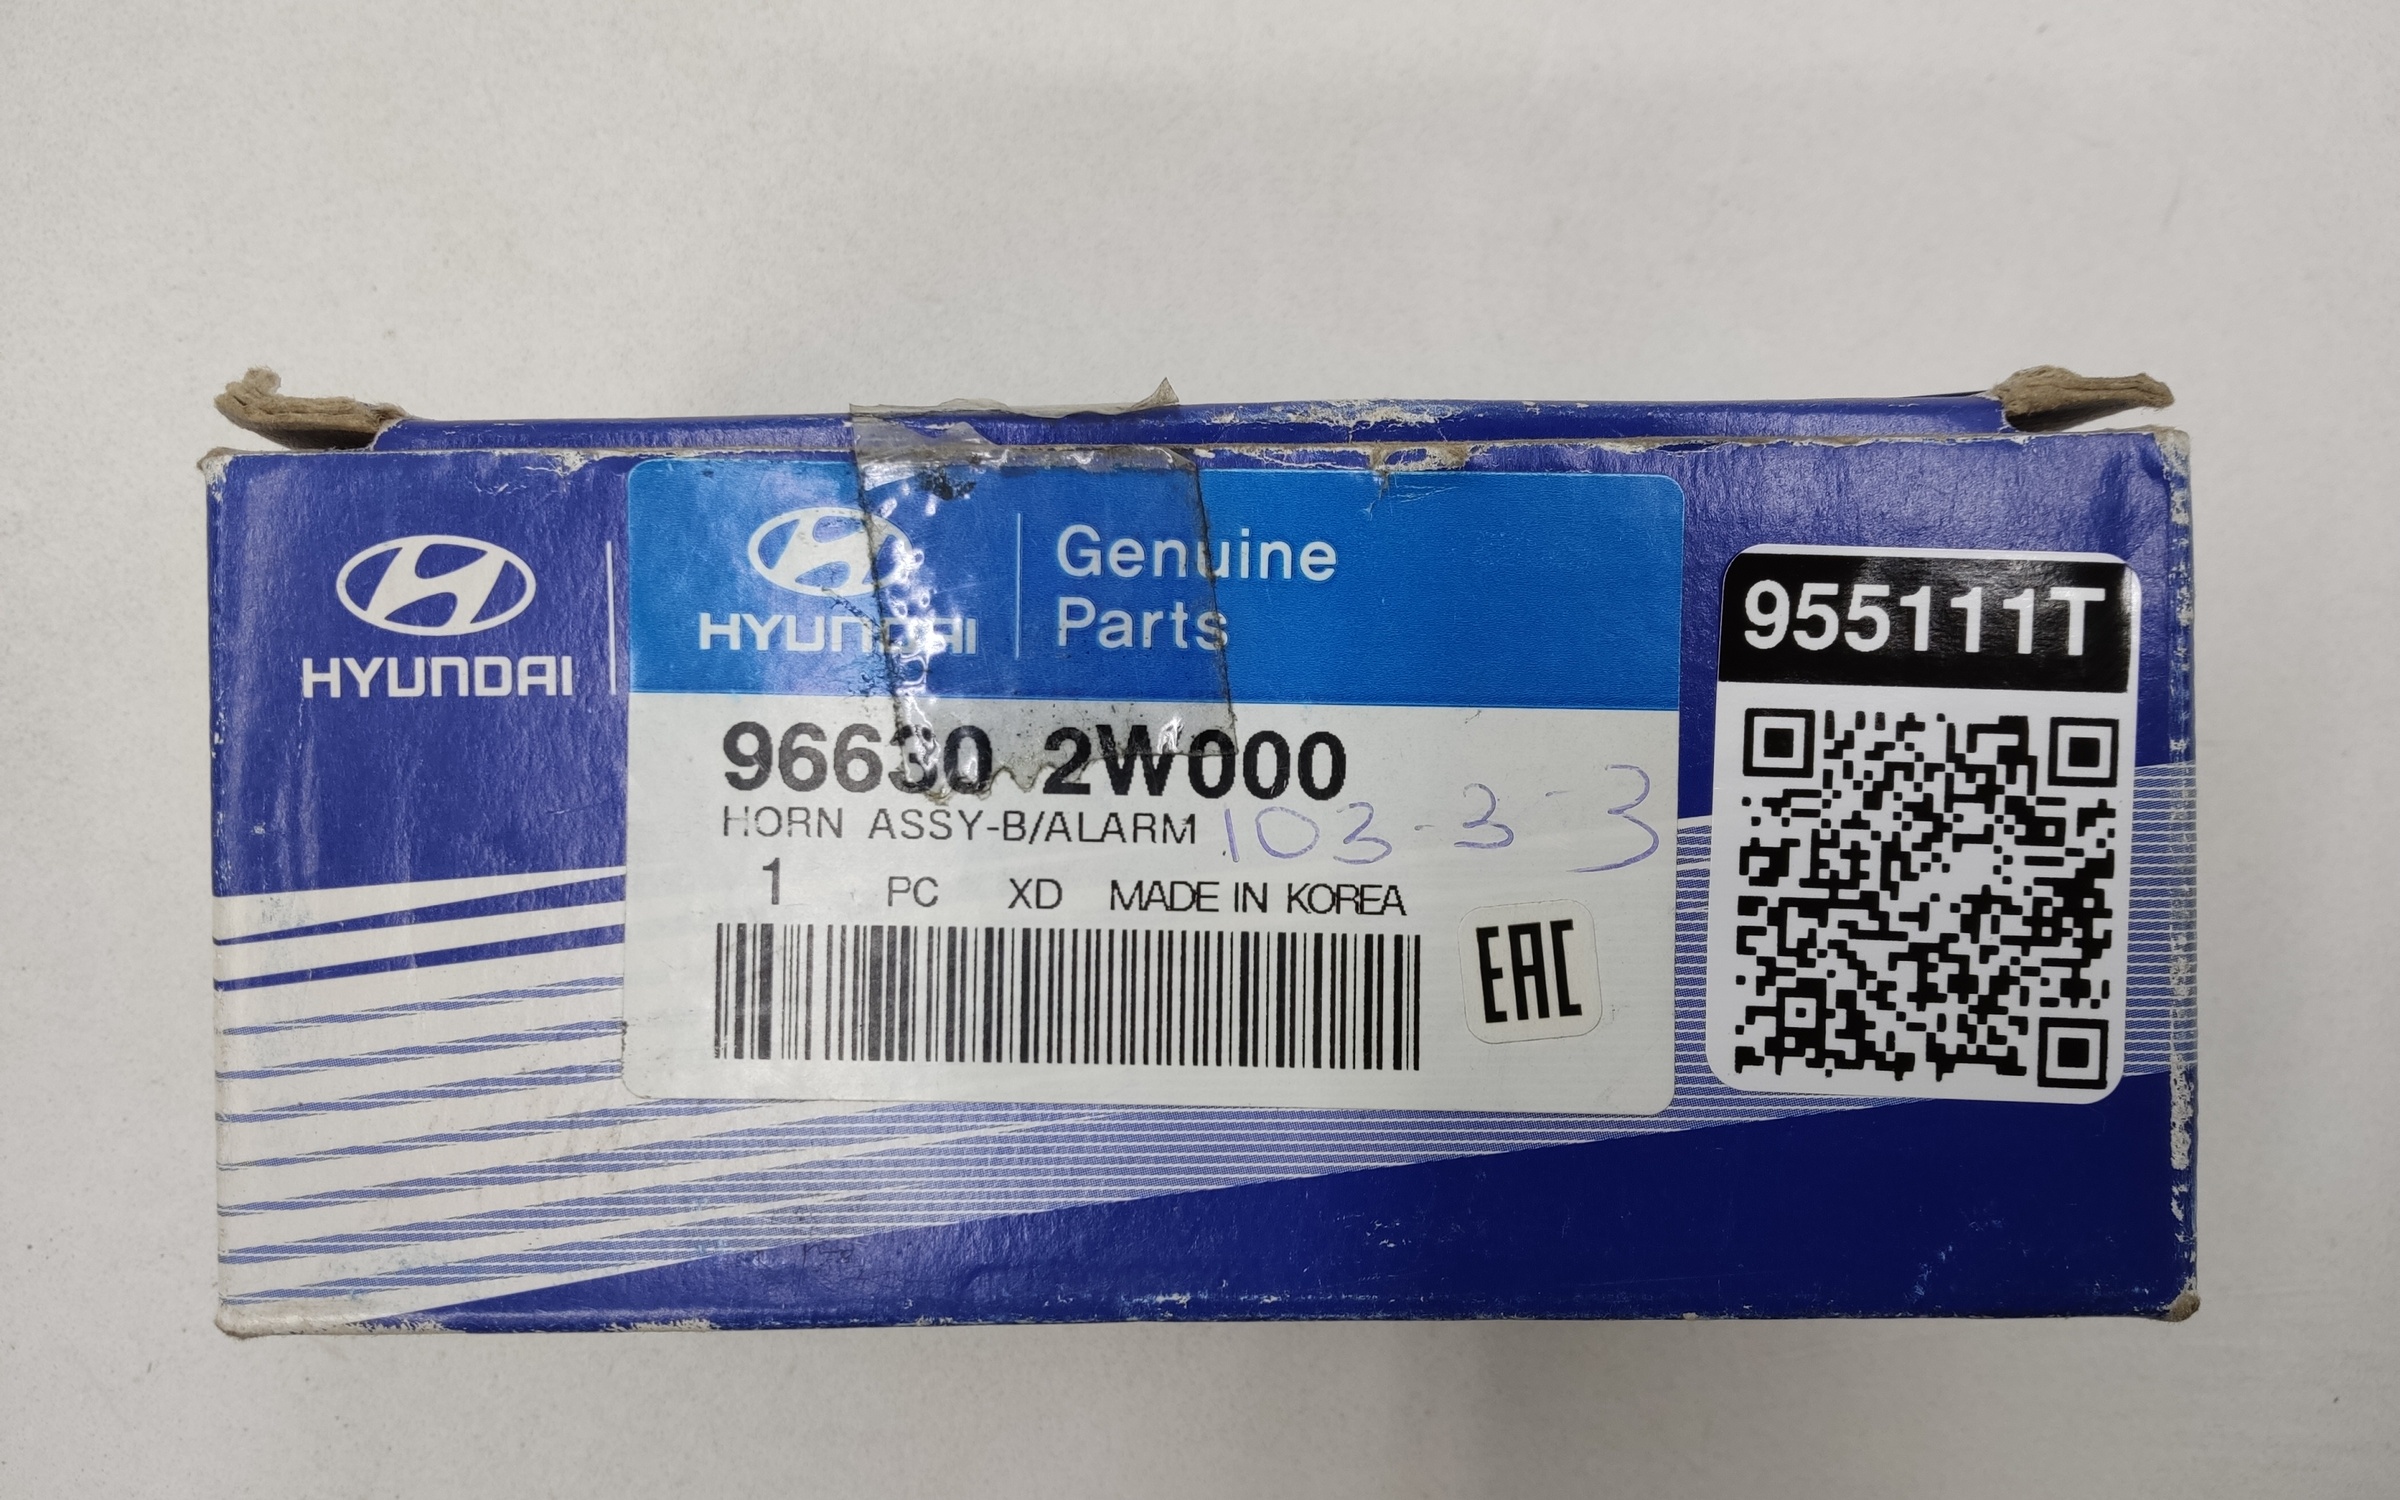 HYUNDAI
HYUNDAI
Genuine
Parts
96630 2W000
HORN ASSY-B/ALARM
103-3-3
1 PC XD MADE IN KOREA
EAC
955111T